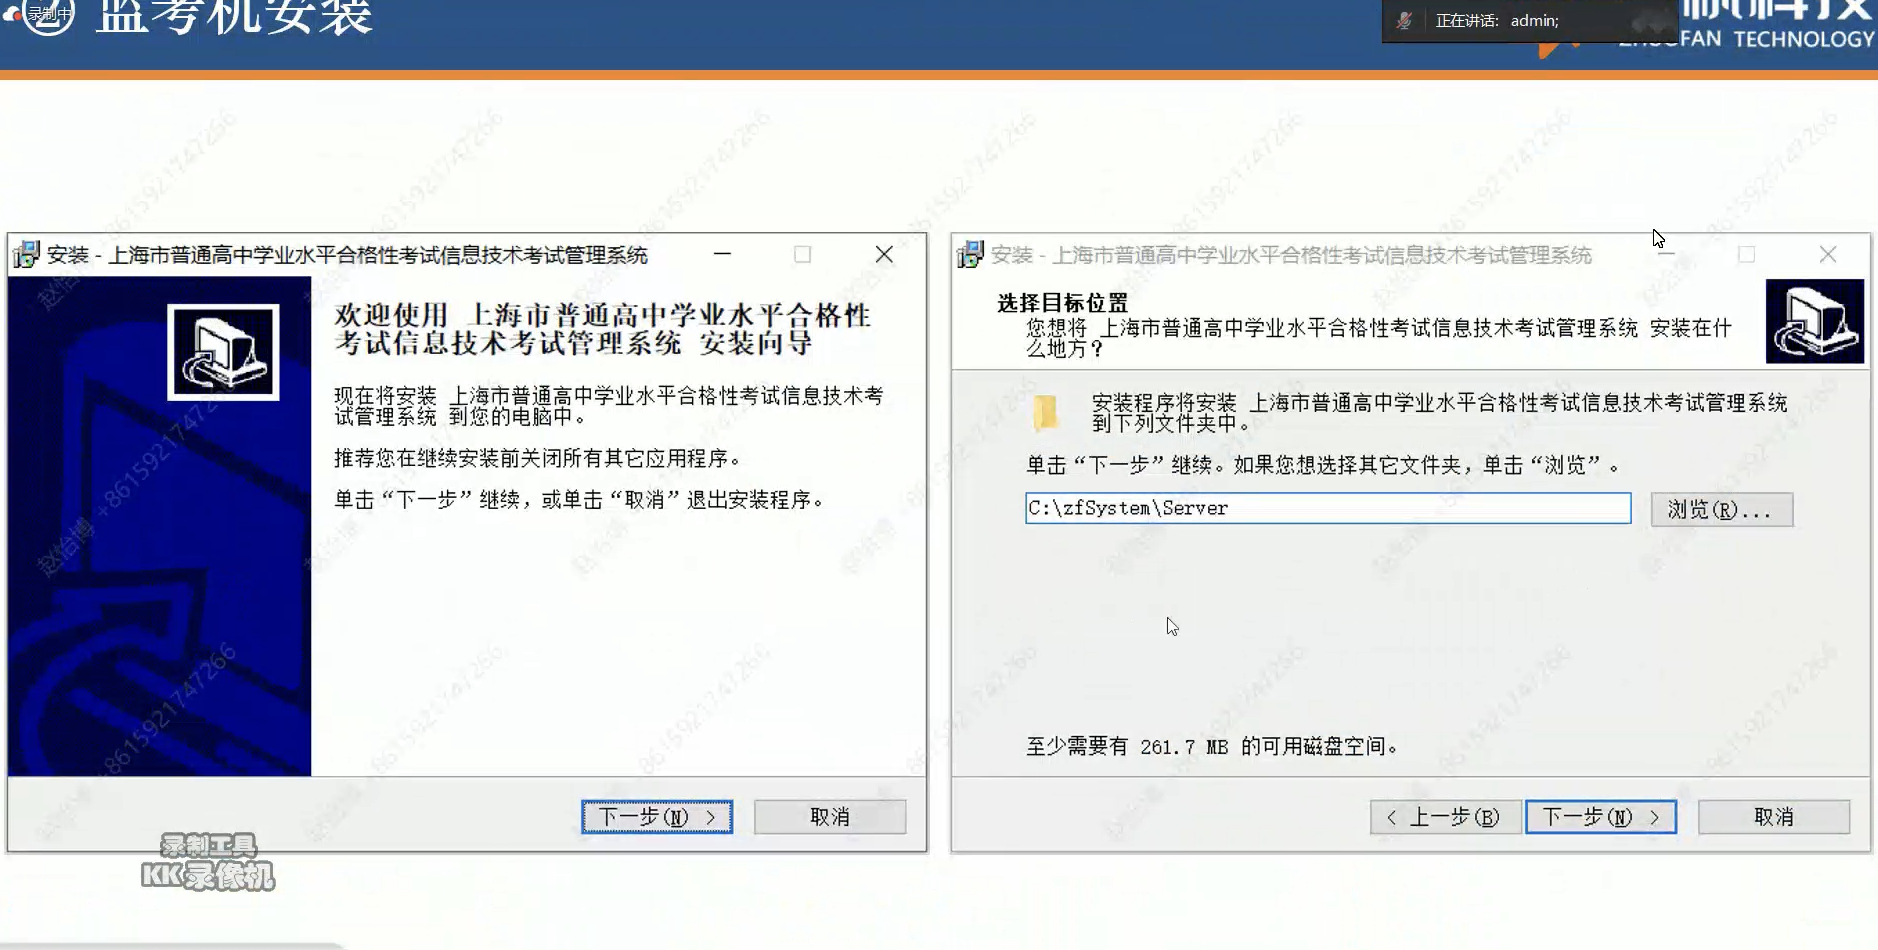 录制中
② 监考机安装
正在讲话: admin;
ZHUOFAN TECHNOLOGY
安装 - 上海市普通高中学业水平合格性考试信息技术考试管理系统
欢迎使用 上海市普通高中学业水平合格性
考试信息技术考试管理系统 安装向导
现在将安装 上海市普通高中学业水平合格性考试信息技术考
试管理系统 到您的电脑中。
推荐您在继续安装前关闭所有其它应用程序。
单击“下一步”继续，或单击“取消”退出安装程序。
下一步(N) >
取消
安装 - 上海市普通高中学业水平合格性考试信息技术考试管理系统
选择目标位置
您想将 上海市普通高中学业水平合格性考试信息技术考试管理系统 安装在什
么地方？
安装程序将安装 上海市普通高中学业水平合格性考试信息技术考试管理系统
到下列文件夹中。
单击“下一步”继续。如果您想选择其它文件夹，单击“浏览”。
C:\zfSystem\Server
浏览(R)...
至少需要有 261.7 MB 的可用磁盘空间。
< 上一步(B)
下一步(N) >
取消
录制工具
KK录像机
赵怡博 +8615921747266